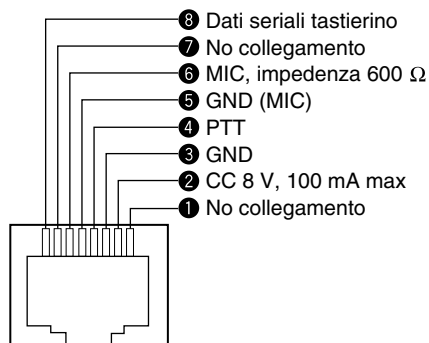 8 Dati seriali tastierino
7 No collegamento
6 MIC, impedenza 600 Ω
5 GND (MIC)
4 PTT
3 GND
2 CC 8 V, 100 mA max
1 No collegamento